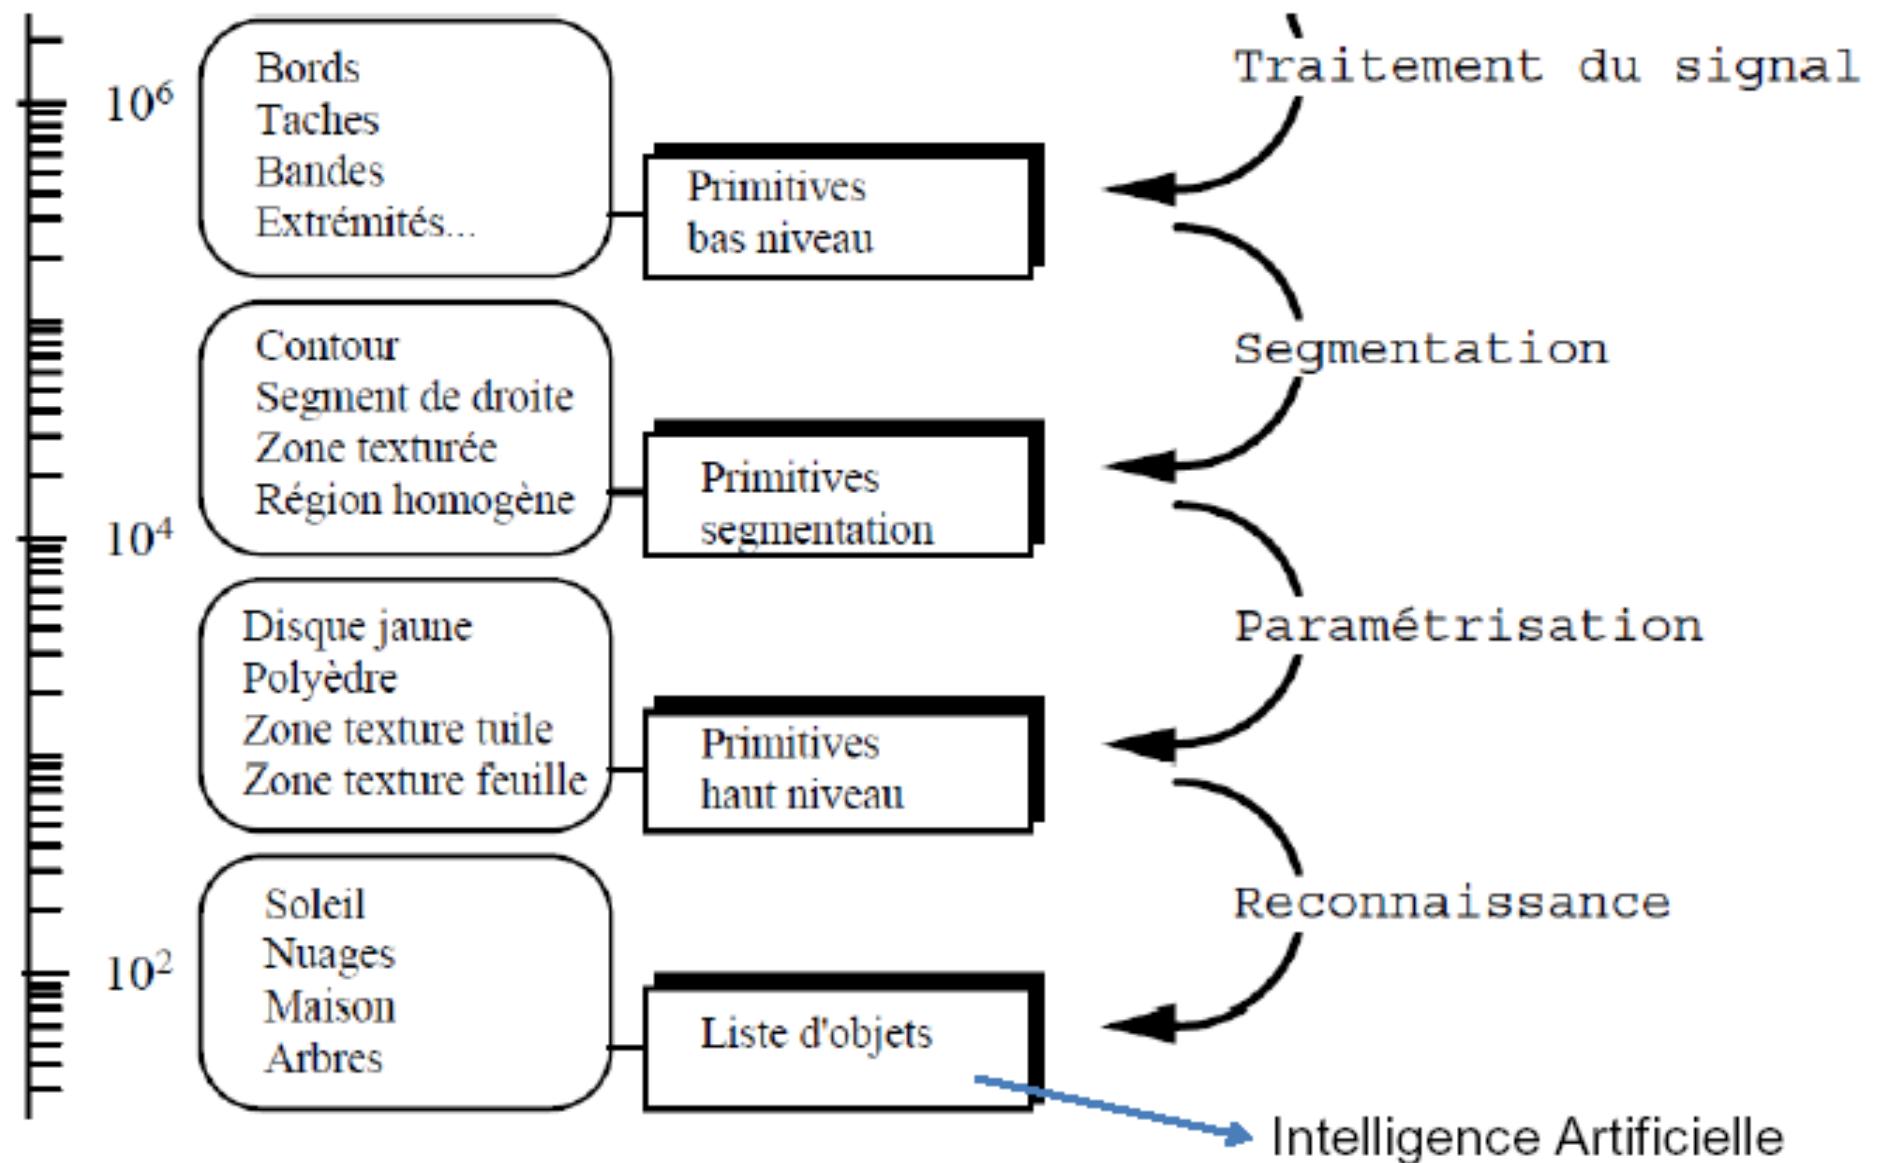 10⁶
Bords
Taches
Bandes
Extrémités...
Primitives
bas niveau
Traitement du signal
Contour
Segment de droite
Zone texturée
Région homogène
Primitives
segmentation
Segmentation
10⁴
Disque jaune
Polyèdre
Zone texture tuile
Zone texture feuille
Primitives
haut niveau
Paramétrisation
10²
Soleil
Nuages
Maison
Arbres
Liste d'objets
Reconnaissance
Intelligence Artificielle